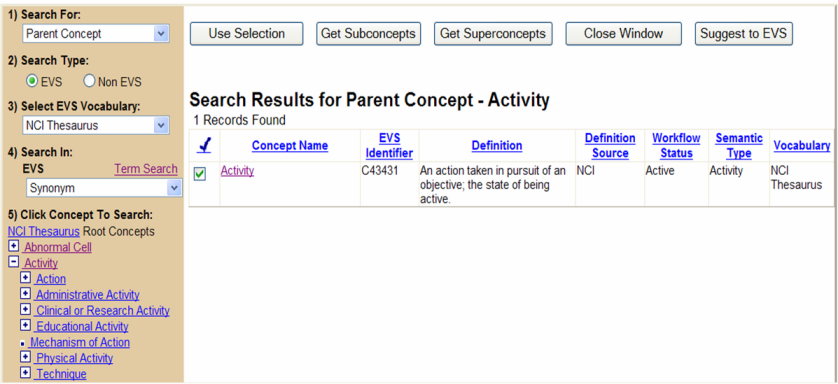 1) Search For:
Parent Concept
2) Search Type:
EVS Non EVS
3) Select EVS Vocabulary:
NCI Thesaurus
4) Search In:
EVS Term Search
Synonym
5) Click Concept To Search:
NCI Thesaurus Root Concepts
Abnormal Cell
Activity
Action
Administrative Activity
Clinical or Research Activity
Educational Activity
Mechanism of Action
Physical Activity
Technique
Use Selection Get Subconcepts Get Superconcepts Close Window Suggest to EVS
Search Results for Parent Concept - Activity
1 Records Found
Concept Name EVS Identifier Definition Definition Source Workflow Status Semantic Type Vocabulary
Activity C43431 An action taken in pursuit of an NCI Active Activity NCI
objective; the state of being Thesaurus
active.